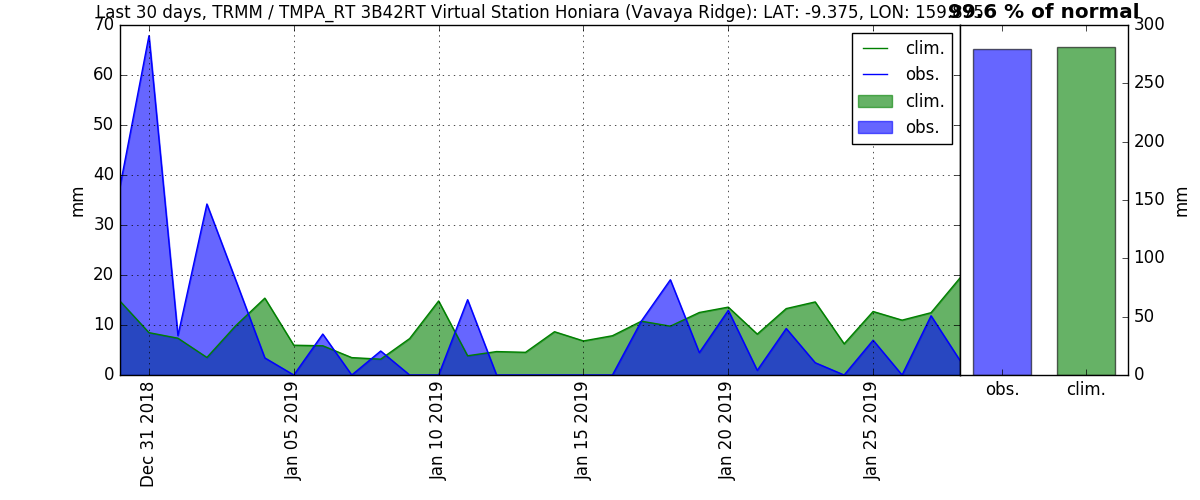 Last 30 days, TRMM / TMPA_RT 3B42RT Virtual Station Honiara (Vavaya Ridge): LAT: -9.375, LON:
99.6 % of normal
mm
70
60
50
40
30
20
10
0
clim.
obs.
clim.
obs.
Dec 31 2018
Jan 05 2019
Jan 10 2019
Jan 15 2019
Jan 20 2019
Jan 25 2019
300
250
200
150
100
50
0
mm
obs.
clim.